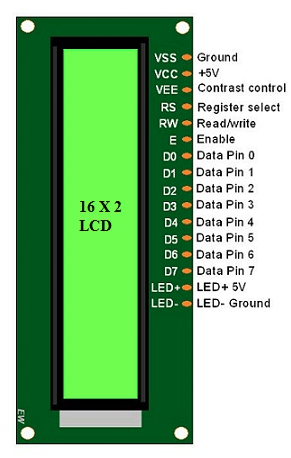 VSS Ground
VCC +5V
VEE Contrast control
RS Register select
RW Read/write
E Enable
D0 Data Pin 0
D1 Data Pin 1
D2 Data Pin 2
D3 Data Pin 3
D4 Data Pin 4
D5 Data Pin 5
D6 Data Pin 6
D7 Data Pin 7
LED+ LED+ 5V
LED- LED- Ground
16 X 2
LCD
EW